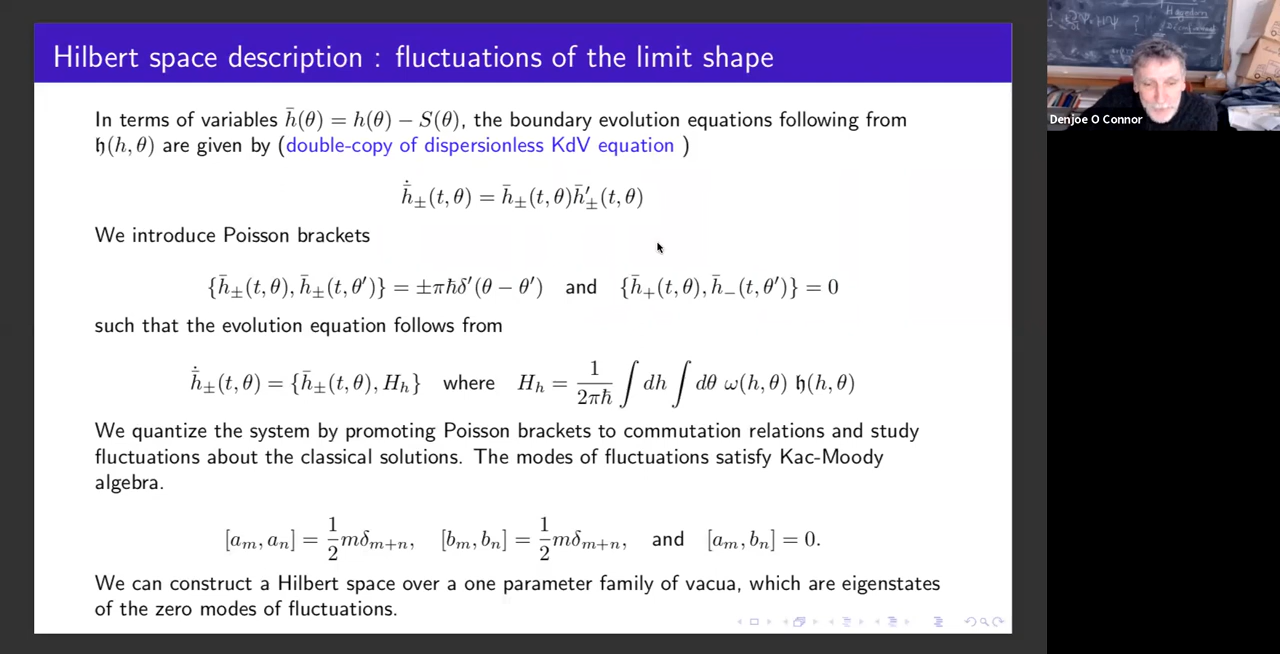 Hilbert space description : fluctuations of the limit shape
In terms of variables h̄(θ) = h(θ) − S(θ), the boundary evolution equations following from
𝔥(h, θ) are given by (double-copy of dispersionless KdV equation )
ḣ̄±(t, θ) = h̄±(t, θ)h̄′±(t, θ)
We introduce Poisson brackets
{h̄±(t, θ), h̄±(t, θ′)} = ±πℏδ′(θ − θ′) and {h̄+(t, θ), h̄−(t, θ′)} = 0
such that the evolution equation follows from
ḣ̄±(t, θ) = {h̄±(t, θ), Hₕ} where Hₕ = 1/2πℏ ∫ dh ∫ dθ ω(h, θ) 𝔥(h, θ)
We quantize the system by promoting Poisson brackets to commutation relations and study
fluctuations about the classical solutions. The modes of fluctuations satisfy Kac-Moody
algebra.
[aₘ, aₙ] = 1/2 mδₘ₊ₙ, [bₘ, bₙ] = 1/2 mδₘ₊ₙ, and [aₘ, bₙ] = 0.
We can construct a Hilbert space over a one parameter family of vacua, which are eigenstates
of the zero modes of fluctuations.
Denjoe O Connor